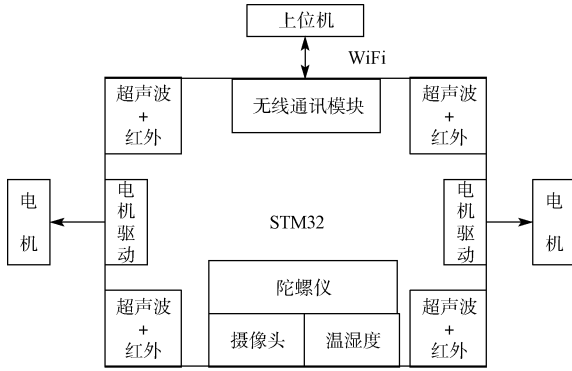 上位机
WiFi
超声波
+
红外
无线通讯模块
超声波
+
红外
电
机
电
机
驱
动
STM32
电
机
驱
动
电
机
陀螺仪
超声波
+
红外
摄像头
温湿度
超声波
+
红外